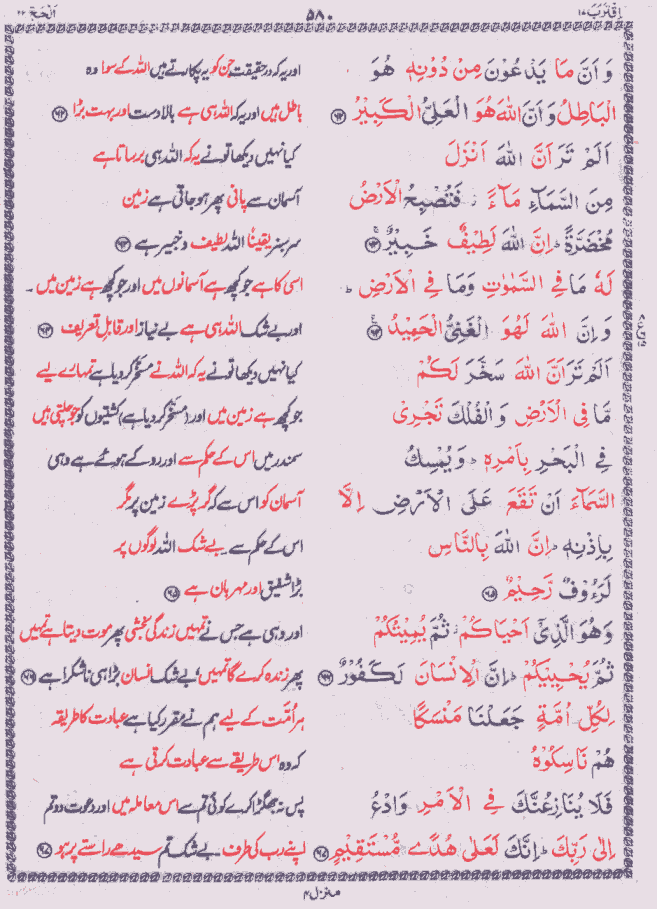 اِقْتَرَبَ ۱۷ ۵۸۰ اَلْحَجّ ۲۲
وَ اَنَّ مَا یَدْعُوْنَ مِنْ دُوْنِهٖ هُوَ اور یہ کہ درحقیقت جن کو یہ پکارتے ہیں اللہ کے سوا وہ
الْبَاطِلُ وَ اَنَّ اللّٰهَ هُوَ الْعَلِیُّ الْكَبِیْرُ ﴿۶۲﴾ باطل ہیں اور یہ کہ اللہ ہی ہے بالادست اور بہت بڑا ﴿۶۲﴾
اَلَمْ تَرَ اَنَّ اللّٰهَ اَنْزَلَ کیا نہیں دیکھا تو نے یہ کہ اللہ ہی برساتا ہے
مِنَ السَّمَآءِ مَآءً ز فَتُصْبِحُ الْاَرْضُ آسمان سے پانی پھر ہو جاتی ہے زمین
مُخْضَرَّةً ط اِنَّ اللّٰهَ لَطِیْفٌ خَبِیْرٌ ﴿۶۳﴾ سرسبز یقیناً اللہ لطیف و خبیر ہے ﴿۶۳﴾
لَهٗ مَا فِی السَّمٰوٰتِ وَمَا فِی الْاَرْضِ ط اسی کا ہے جو کچھ ہے آسمانوں میں اور جو کچھ ہے زمین میں ۔
وَ اِنَّ اللّٰهَ لَهُوَ الْغَنِیُّ الْحَمِیْدُ ﴿۶۴﴾ اور بے شک اللہ ہی ہے بے نیاز اور قابلِ تعریف ﴿۶۴﴾
اَلَمْ تَرَ اَنَّ اللّٰهَ سَخَّرَ لَكُمْ کیا نہیں دیکھا تو نے یہ کہ اللہ نے مسخر کر دیا ہے تمہارے لیے
مَّا فِی الْاَرْضِ وَ الْفُلْكَ تَجْرِیْ جو کچھ ہے زمین میں اور (مسخر کر دیا ہے) کشتیوں کو جو چلتی ہیں
فِی الْبَحْرِ بِاَمْرِهٖ ط وَ یُمْسِكُ سمندر میں اس کے حکم سے اور روکے ہوئے ہے وہی
السَّمَآءَ اَنْ تَقَعَ عَلَی الْاَرْضِ اِلَّا آسمان کو اس سے کہ گر پڑے زمین پر مگر
بِاِذْنِهٖ ط اِنَّ اللّٰهَ بِالنَّاسِ اس کے حکم سے ۔ بے شک اللہ لوگوں پر
لَرَءُوْفٌ رَّحِیْمٌ ﴿۶۵﴾ بڑا شفیق اور مہربان ہے ﴿۶۵﴾
وَهُوَ الَّذِیْۤ اَحْیَاكُمْ ز ثُمَّ یُمِیْتُكُمْ اور وہی ہے جس نے تمہیں زندگی بخشی پھر موت دیتا ہے تمہیں
ثُمَّ یُحْیِیْكُمْ ط اِنَّ الْاِنْسَانَ لَكَفُوْرٌ ﴿۶۶﴾ پھر زندہ کرے گا تمہیں، بے شک انسان بڑا ہی ناشکرا ہے ﴿۶۶﴾
لِكُلِّ اُمَّةٍ جَعَلْنَا مَنْسَكًا ہر امت کے لیے ہم نے مقرر کیا ہے عبادت کا طریقہ
هُمْ نَاسِكُوْهُ کہ وہ اس طریقے سے عبادت کرتی ہے
فَلَا یُنَازِعُنَّكَ فِی الْاَمْرِ وَادْعُ پس نہ جھگڑا کرے کوئی تم سے اس معاملہ میں اور دعوت دو تم
اِلٰی رَبِّكَ ط اِنَّكَ لَعَلٰی هُدًی مُّسْتَقِیْمٍ ﴿۶۷﴾ اپنے رب کی طرف بے شک تم سیدھے راستے پر ہو ﴿۶۷﴾
منزل ۴